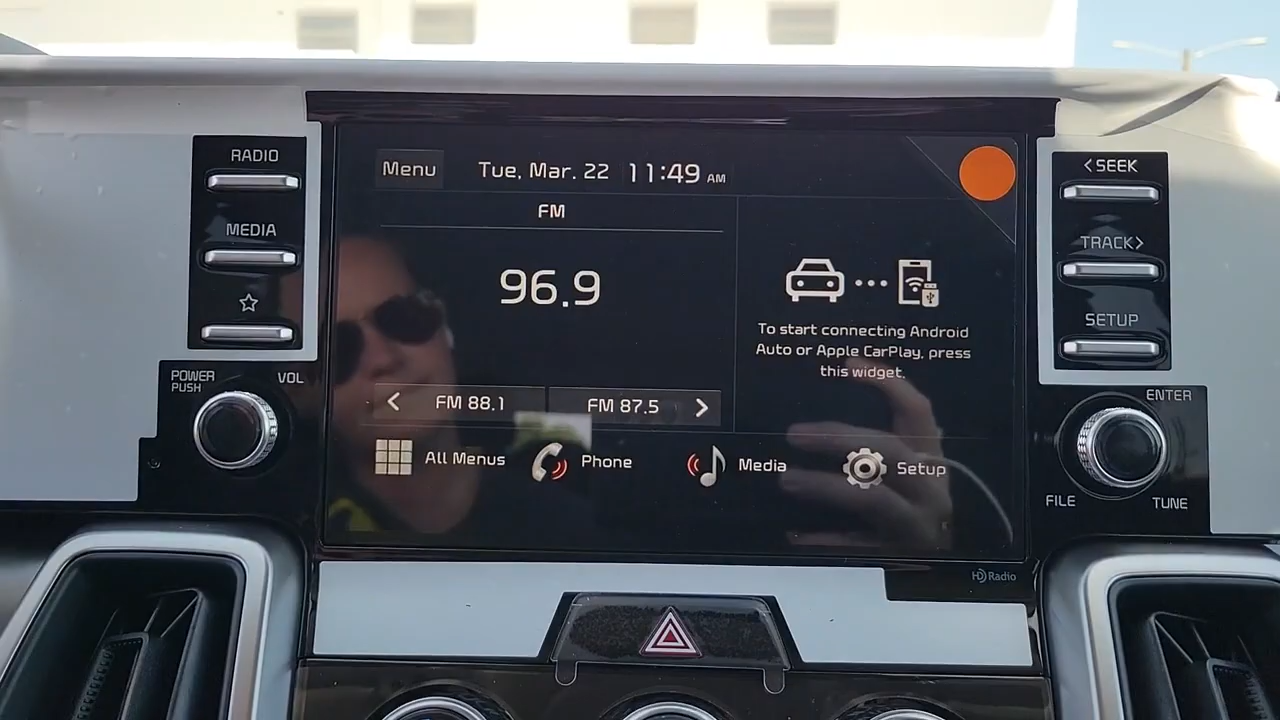 RADIO
MEDIA
POWER
PUSH
VOL
Menu
Tue, Mar. 22 11:49 AM
FM
96.9
< FM 88.1
FM 87.5 >
To start connecting Android
Auto or Apple CarPlay, press
this widget.
All Menus
Phone
Media
Setup
<SEEK
TRACK>
SETUP
ENTER
FILE
TUNE
HD Radio